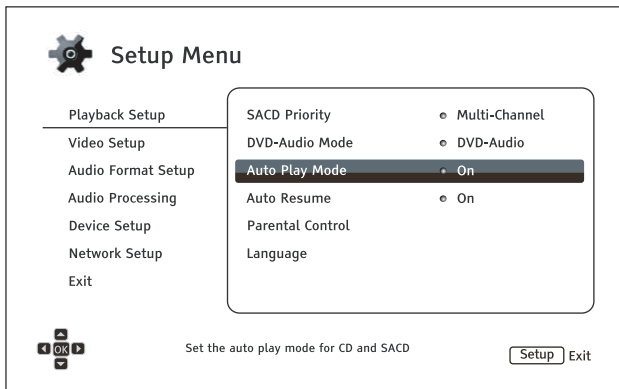 Setup Menu
Playback Setup
Video Setup
Audio Format Setup
Audio Processing
Device Setup
Network Setup
Exit
SACD Priority Multi-Channel
DVD-Audio Mode DVD-Audio
Auto Play Mode On
Auto Resume On
Parental Control
Language
OK
Set the auto play mode for CD and SACD
Setup Exit